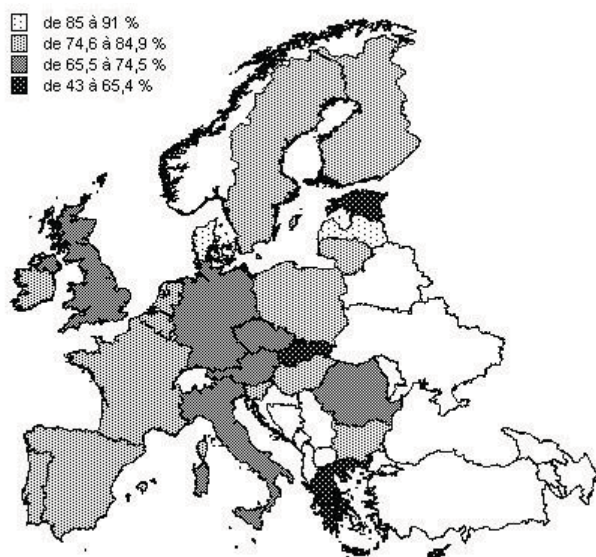 de 85 à 91 %
de 74,6 à 84,9 %
de 65,5 à 74,5 %
de 43 à 65,4 %